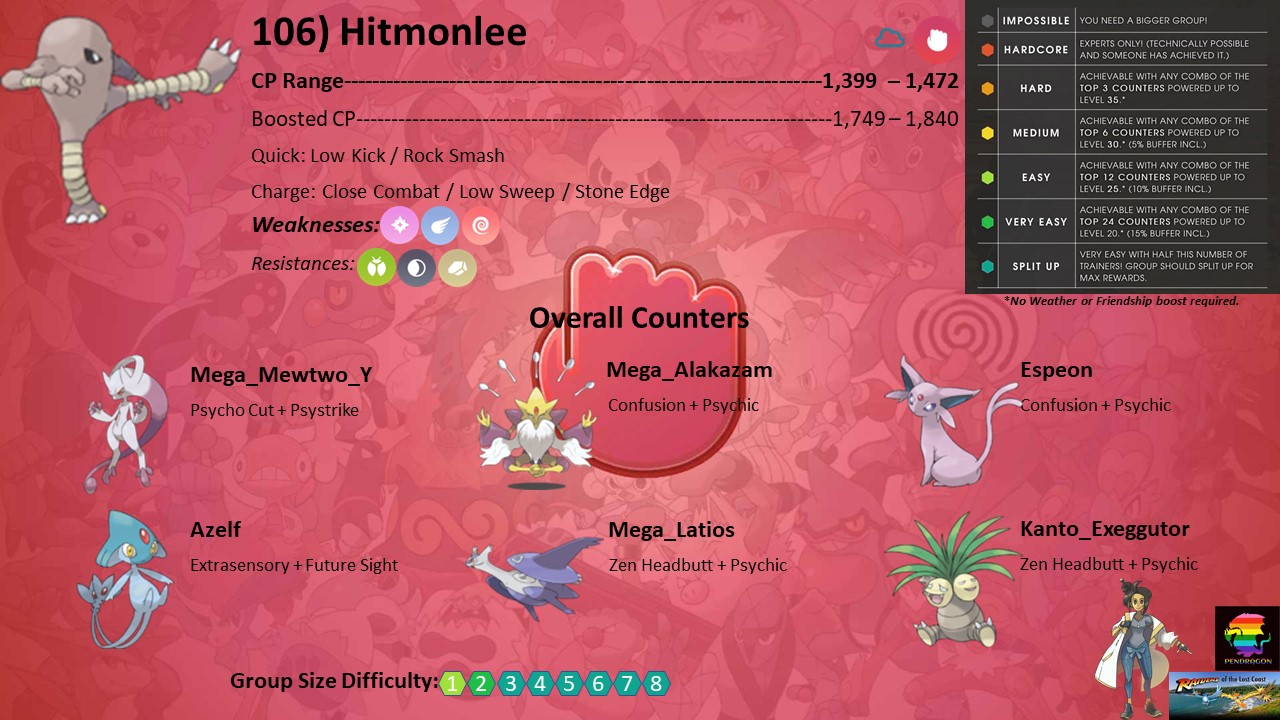 106) Hitmonlee
CP Range--------------------------------------------------------------------1,399 – 1,472
Boosted CP--------------------------------------------------------------------1,749 – 1,840
Quick: Low Kick / Rock Smash
Charge: Close Combat / Low Sweep / Stone Edge
Weaknesses:
Resistances:
IMPOSSIBLE YOU NEED A BIGGER GROUP!
HARDCORE EXPERTS ONLY! (TECHNICALLY POSSIBLE
AND SOMEONE HAS ACHIEVED IT.)
HARD ACHIEVABLE WITH ANY COMBO OF THE
TOP 3 COUNTERS POWERED UP TO
LEVEL 35.*
MEDIUM ACHIEVABLE WITH ANY COMBO OF THE
TOP 6 COUNTERS POWERED UP TO
LEVEL 30.* (5% BUFFER INCL.)
EASY ACHIEVABLE WITH ANY COMBO OF THE
TOP 12 COUNTERS POWERED UP TO
LEVEL 25.* (10% BUFFER INCL.)
VERY EASY ACHIEVABLE WITH ANY COMBO OF THE
TOP 24 COUNTERS POWERED UP TO
LEVEL 20.* (15% BUFFER INCL.)
SPLIT UP VERY EASY WITH HALF THIS NUMBER OF
TRAINERS! GROUP SHOULD SPLIT UP FOR
MAX REWARDS.
*No Weather or Friendship boost required.
Overall Counters
Mega_Mewtwo_Y
Psycho Cut + Psystrike
Mega_Alakazam
Confusion + Psychic
Espeon
Confusion + Psychic
Azelf
Extrasensory + Future Sight
Mega_Latios
Zen Headbutt + Psychic
Kanto_Exeggutor
Zen Headbutt + Psychic
Group Size Difficulty: 1 2 3 4 5 6 7 8
PENDRAGON
RAIDERS of the Lost Coast